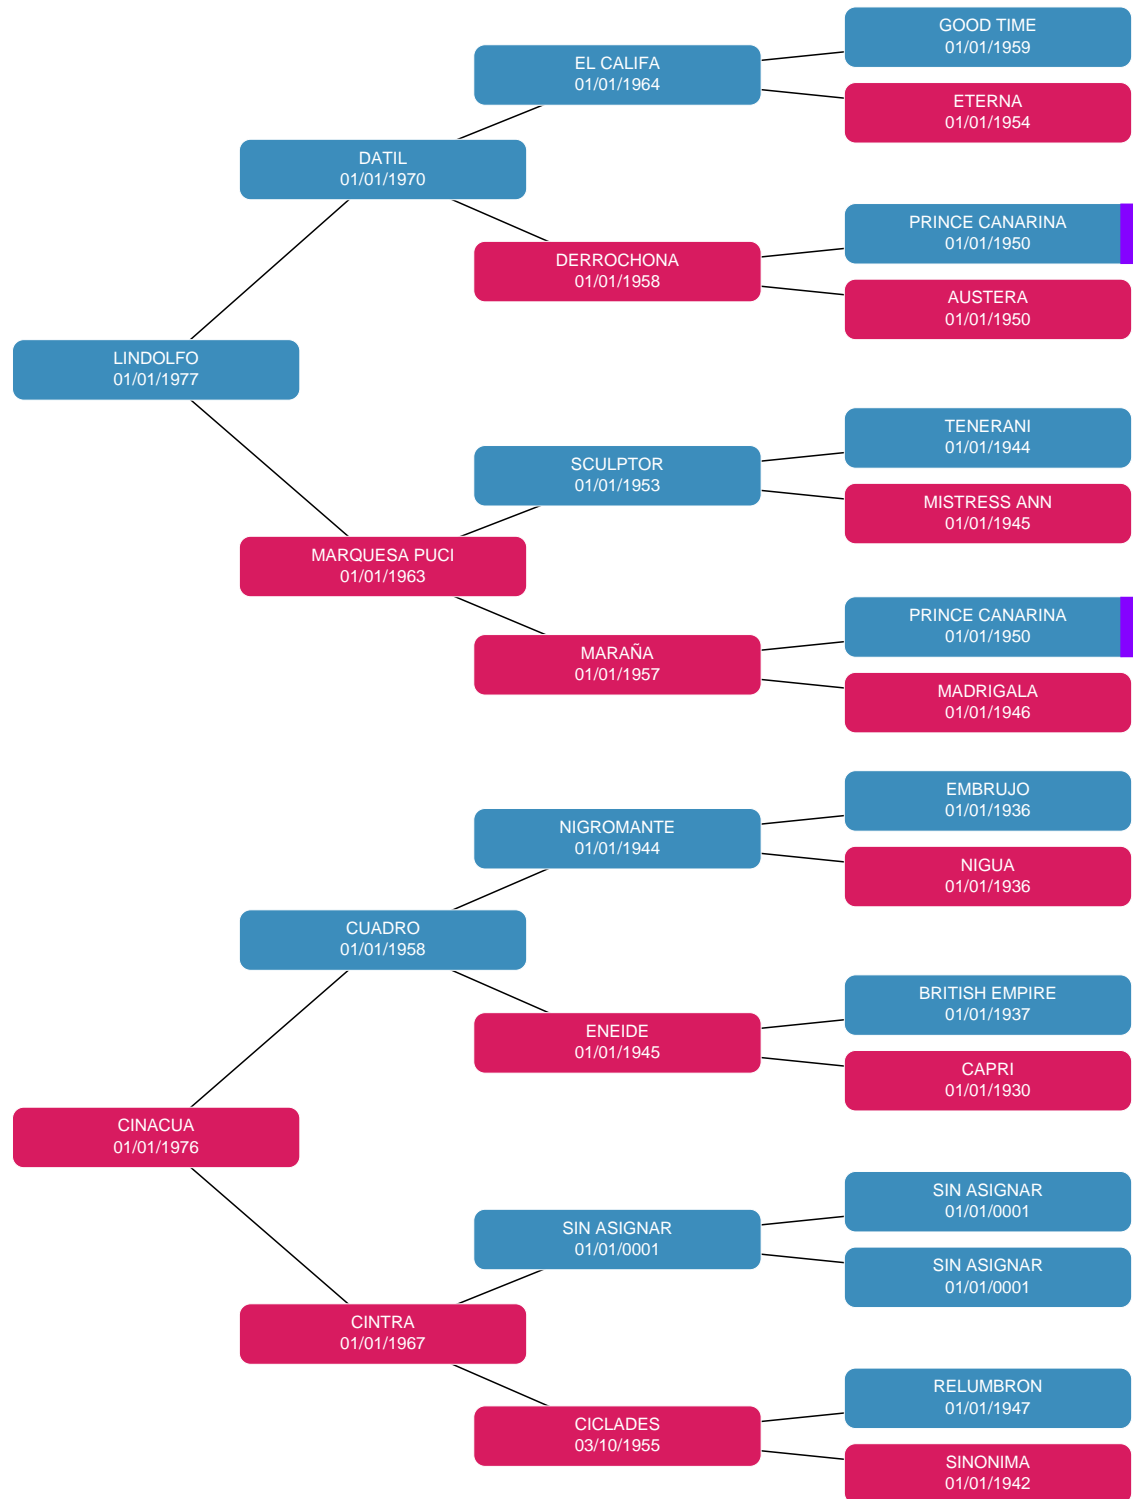 GOOD TIME
01/01/1959
EL CALIFA
01/01/1964
ETERNA
01/01/1954
DATIL
01/01/1970
PRINCE CANARINA
01/01/1950
DERROCHONA
01/01/1958
AUSTERA
01/01/1950
LINDOLFO
01/01/1977
TENERANI
01/01/1944
SCULPTOR
01/01/1953
MISTRESS ANN
01/01/1945
MARQUESA PUCI
01/01/1963
PRINCE CANARINA
01/01/1950
MARAÑA
01/01/1957
MADRIGALA
01/01/1946
EMBRUJO
01/01/1936
NIGROMANTE
01/01/1944
NIGUA
01/01/1936
CUADRO
01/01/1958
BRITISH EMPIRE
01/01/1937
ENEIDE
01/01/1945
CAPRI
01/01/1930
CINACUA
01/01/1976
SIN ASIGNAR
01/01/0001
SIN ASIGNAR
01/01/0001
SIN ASIGNAR
01/01/0001
CINTRA
01/01/1967
RELUMBRON
01/01/1947
CICLADES
03/10/1955
SINONIMA
01/01/1942